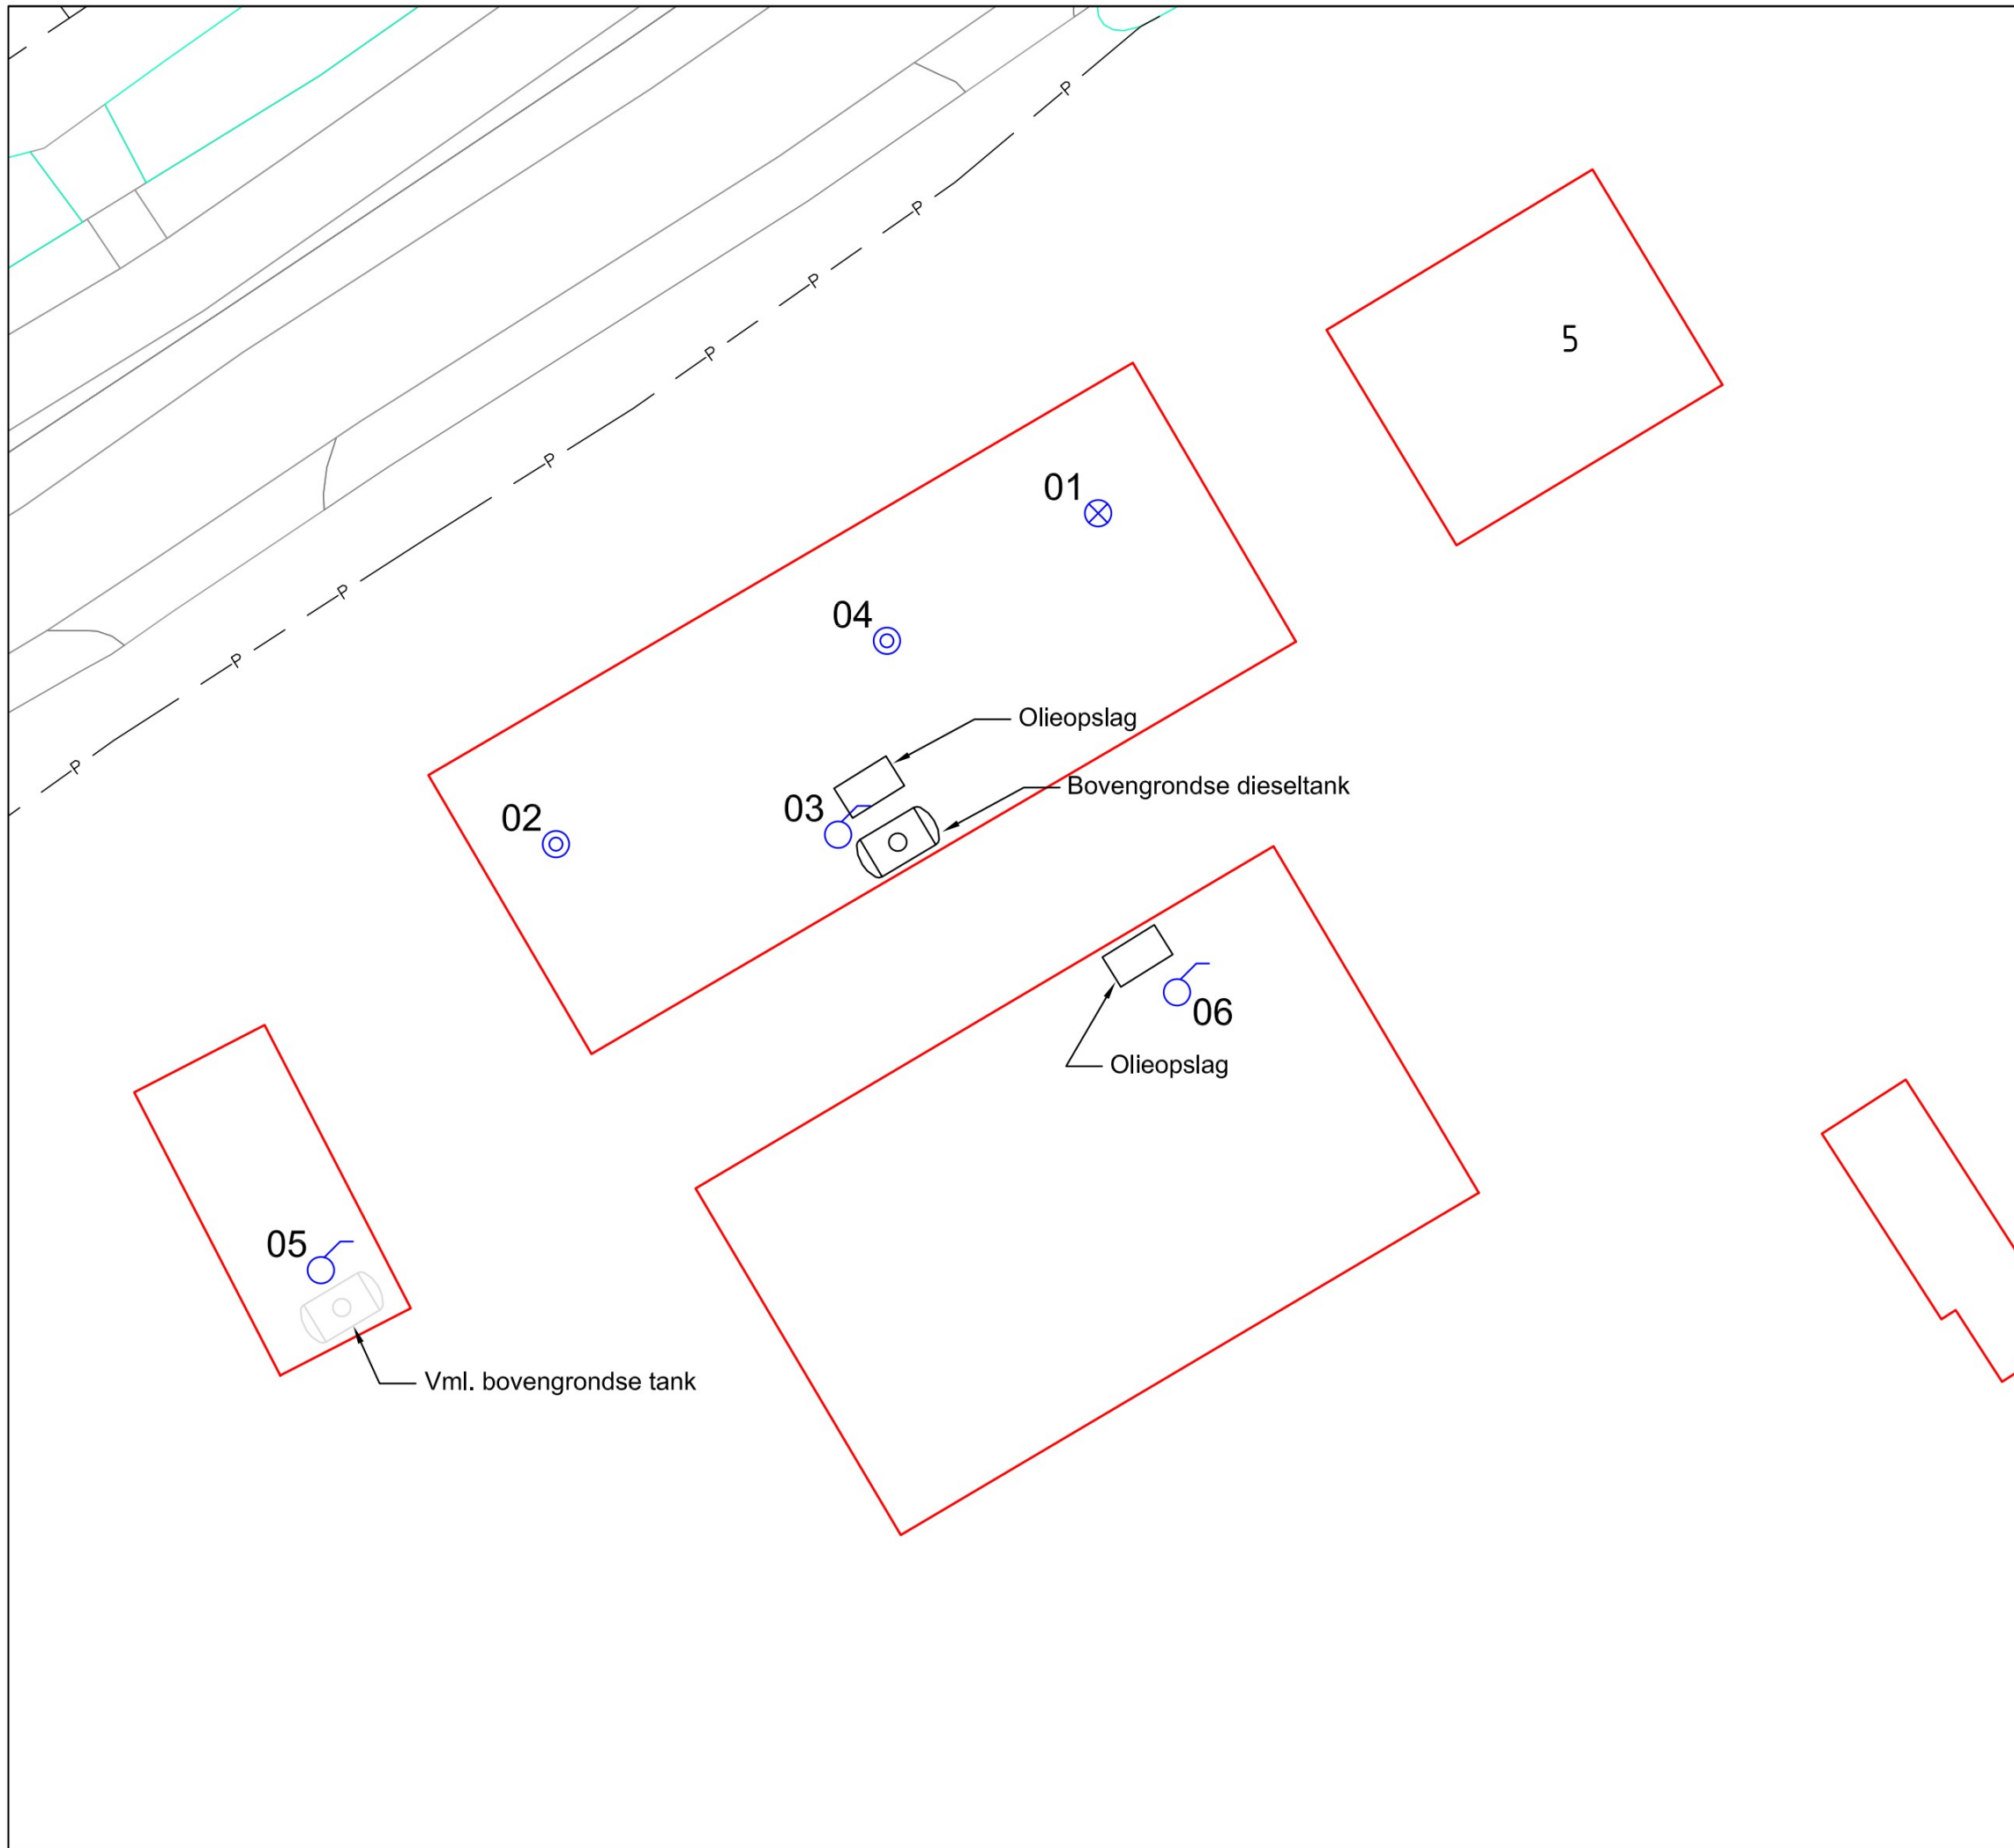 P
P
P
P
P
P
P
P
P
5
01
04
Olieopslag
Bovengrondse dieseltank
03
02
06
Olieopslag
05
Vml. bovengrondse tank